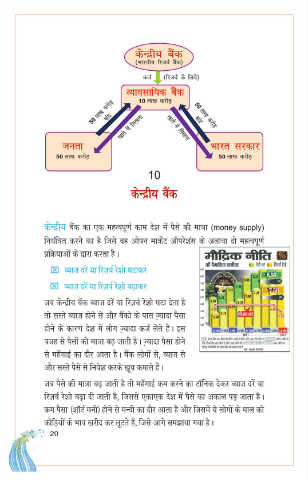 केन्द्रीय बैंक
(भारतीय रिजर्व बैंक)
कर्ज (रिजर्व के लिये)
व्यावसायिक बैंक
10 लाख करोड़
50 लाख करोड़
50 लाख करोड़
जनता
50 लाख करोड़
भारत सरकार
50 लाख करोड़
10
केन्द्रीय बैंक
केन्द्रीय बैंक का एक महत्वपूर्ण काम देश में पैसे की मात्रा (money supply)
नियंत्रित करने का है जिसे वह ओपन मार्केट ऑपरेशंस के अलावा दो महत्वपूर्ण
प्रक्रियाओं के द्वारा करता है।
ब्याज दरें या रिजर्व रेशो घटाकर
ब्याज दरें या रिजर्व रेशो बढ़ाकर
मौद्रिक नीति
जब केन्द्रीय बैंक ब्याज दरें या रिजर्व रेशो घटा देता है
तो सस्ते ब्याज होने से और बैंकों के पास ज़्यादा पैसा
होने के कारण देश में लोग ज़्यादा कर्ज लेते हैं। इस
वजह से पैसों की मात्रा बढ़ जाती है। ज़्यादा पैसा होने
से महँगाई का दौर आता है। बैंक लोगों से, व्याज से
और सस्ते पैसे से निवेश करके खूब कमाते हैं।
जब पैसे की मात्रा बढ़ जाती है तो महँगाई कम करने का टॉनिक देकर ब्याज दरें या
रिज़र्व रेशो बढ़ा दी जाती है, जिससे एकाएक देश में पैसे का अकाल पड़ जाता है।
कम पैसा (शॉर्ट मनी) होने से मन्दी का दौर आता है और जिसमें ये लोगों के माल को
कौड़ियों के भाव खरीद कर लूटते हैं, जिसे आगे समझाया गया है।
20